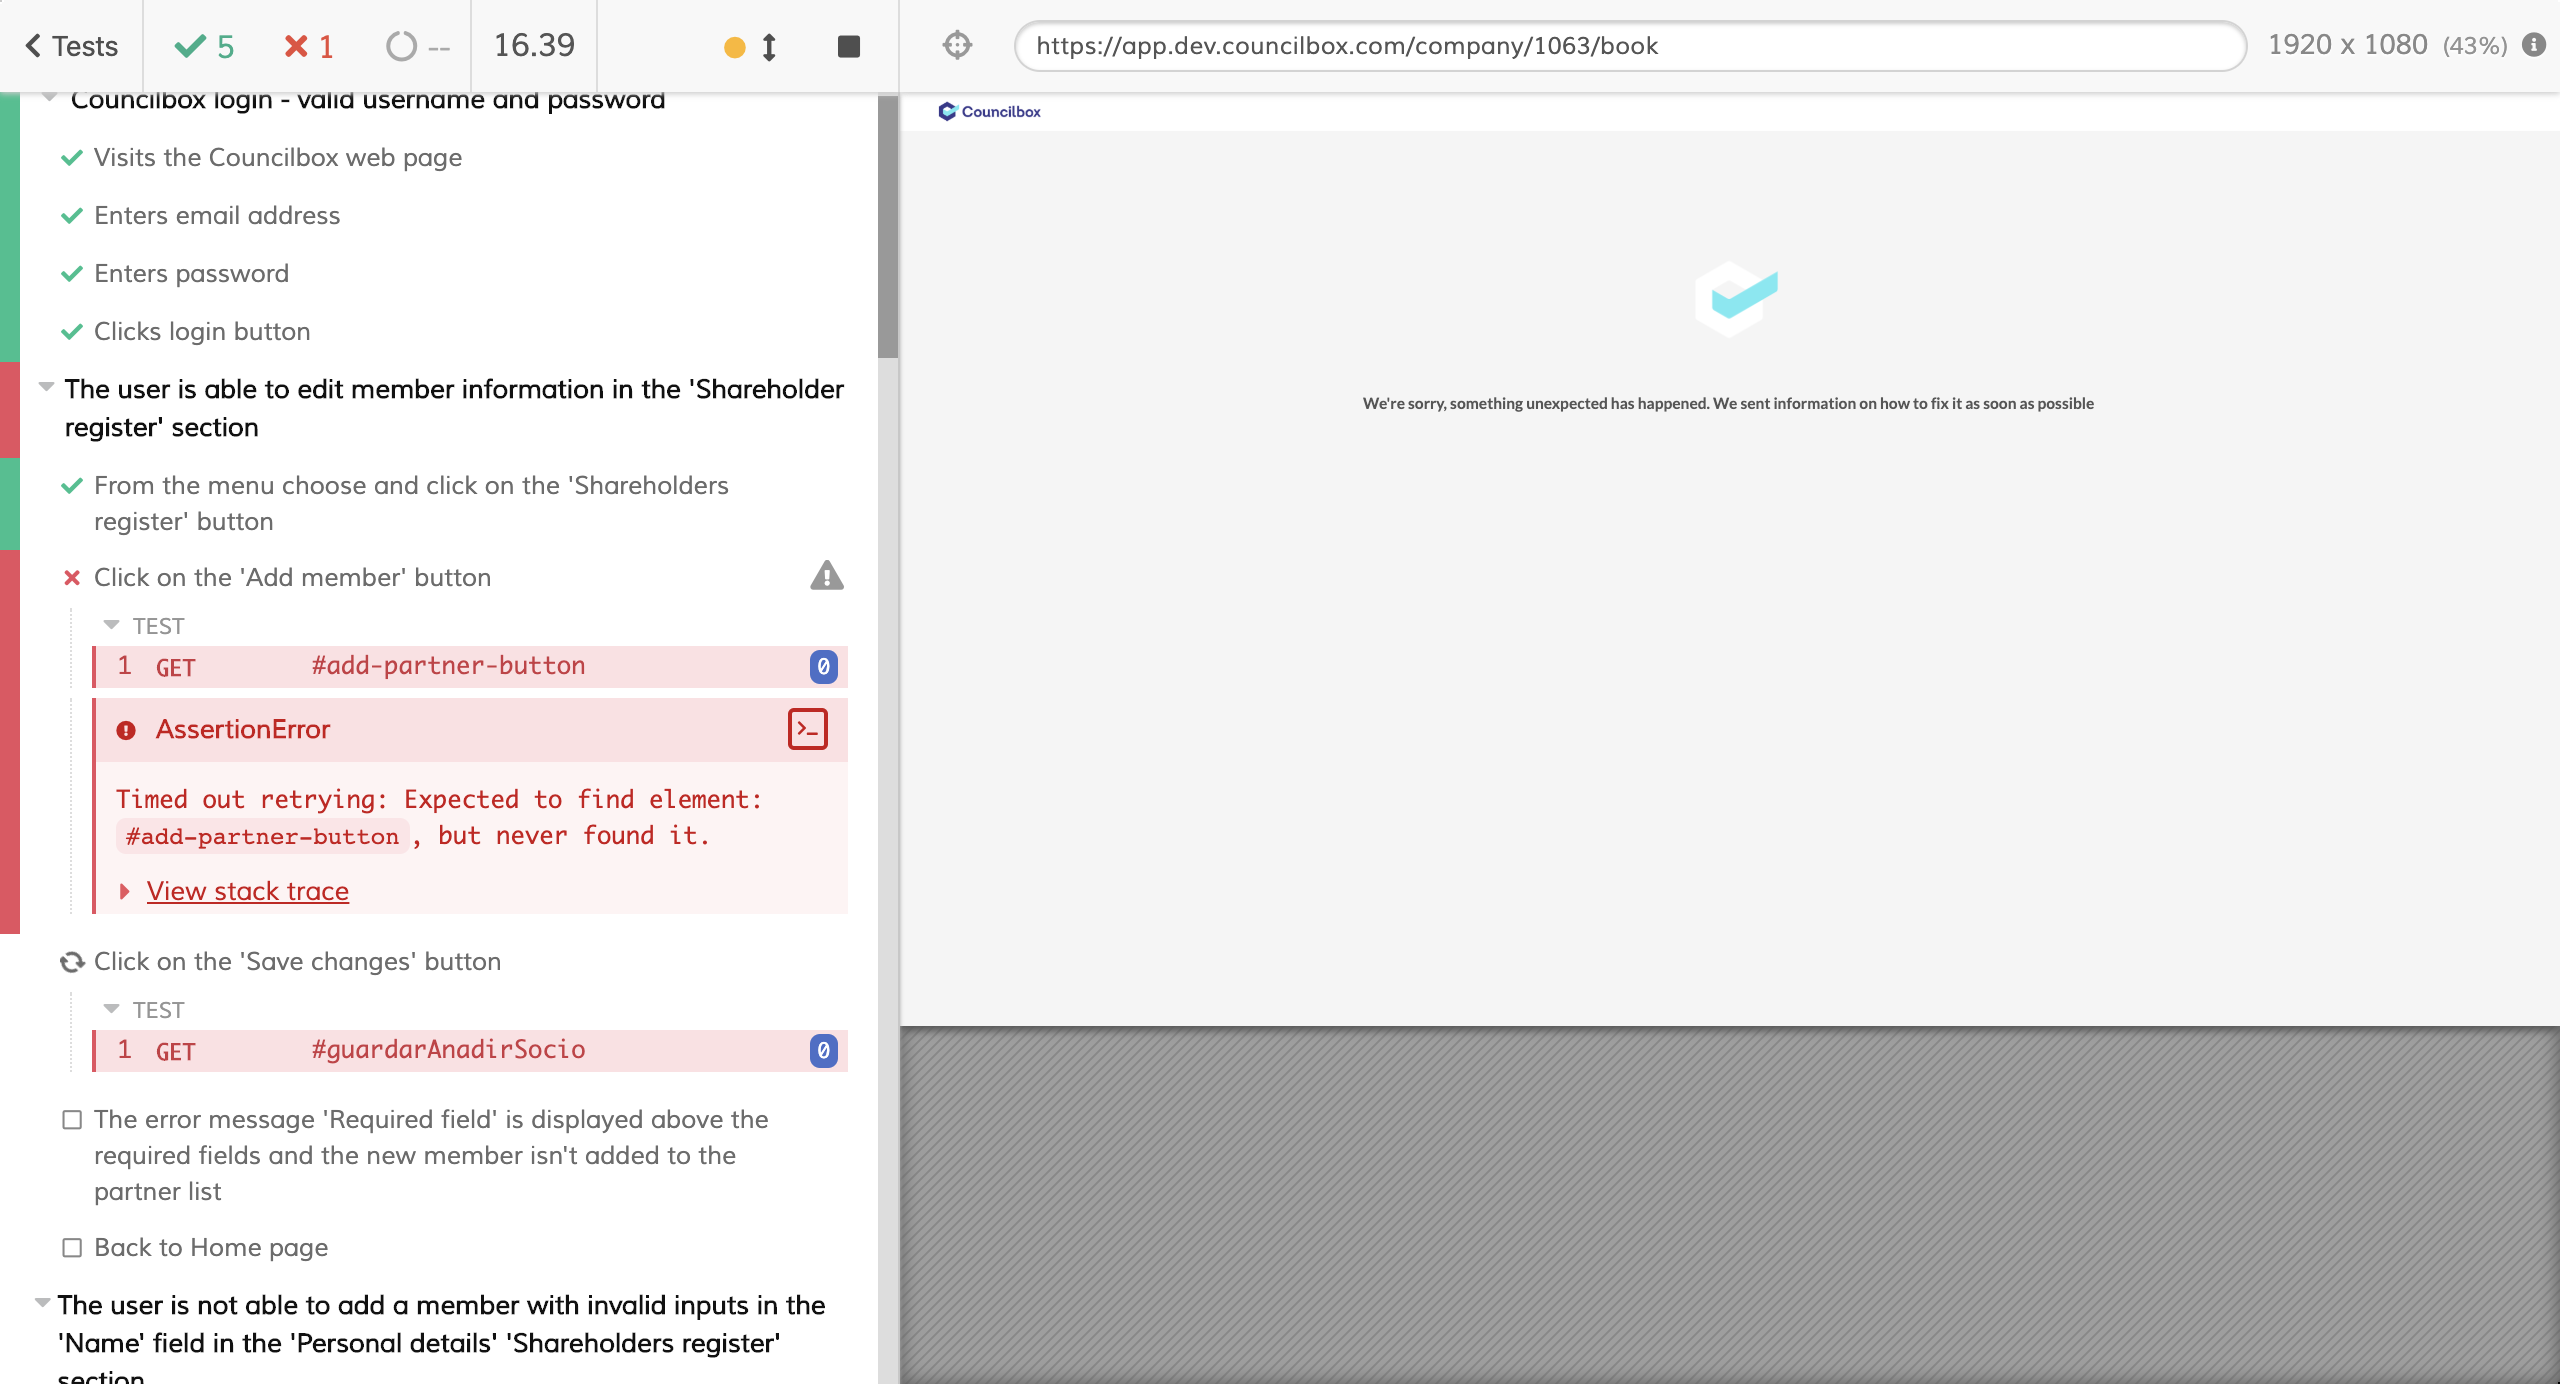 Tests
5
1
--
16.39
https://app.dev.councilbox.com/company/1063/book
1920 x 1080 (43%)
Councilbox login - valid username and password
Visits the Councilbox web page
Enters email address
Enters password
Clicks login button
The user is able to edit member information in the 'Shareholder
register' section
From the menu choose and click on the 'Shareholders
register' button
Click on the 'Add member' button
TEST
1 GET #add-partner-button 0
AssertionError
Timed out retrying: Expected to find element:
#add-partner-button, but never found it.
View stack trace
Click on the 'Save changes' button
TEST
1 GET #guardarAnadirSocio 0
The error message 'Required field' is displayed above the
required fields and the new member isn't added to the
partner list
Back to Home page
The user is not able to add a member with invalid inputs in the
'Name' field in the 'Personal details' 'Shareholders register'
section
Councilbox
We're sorry, something unexpected has happened. We sent information on how to fix it as soon as possible